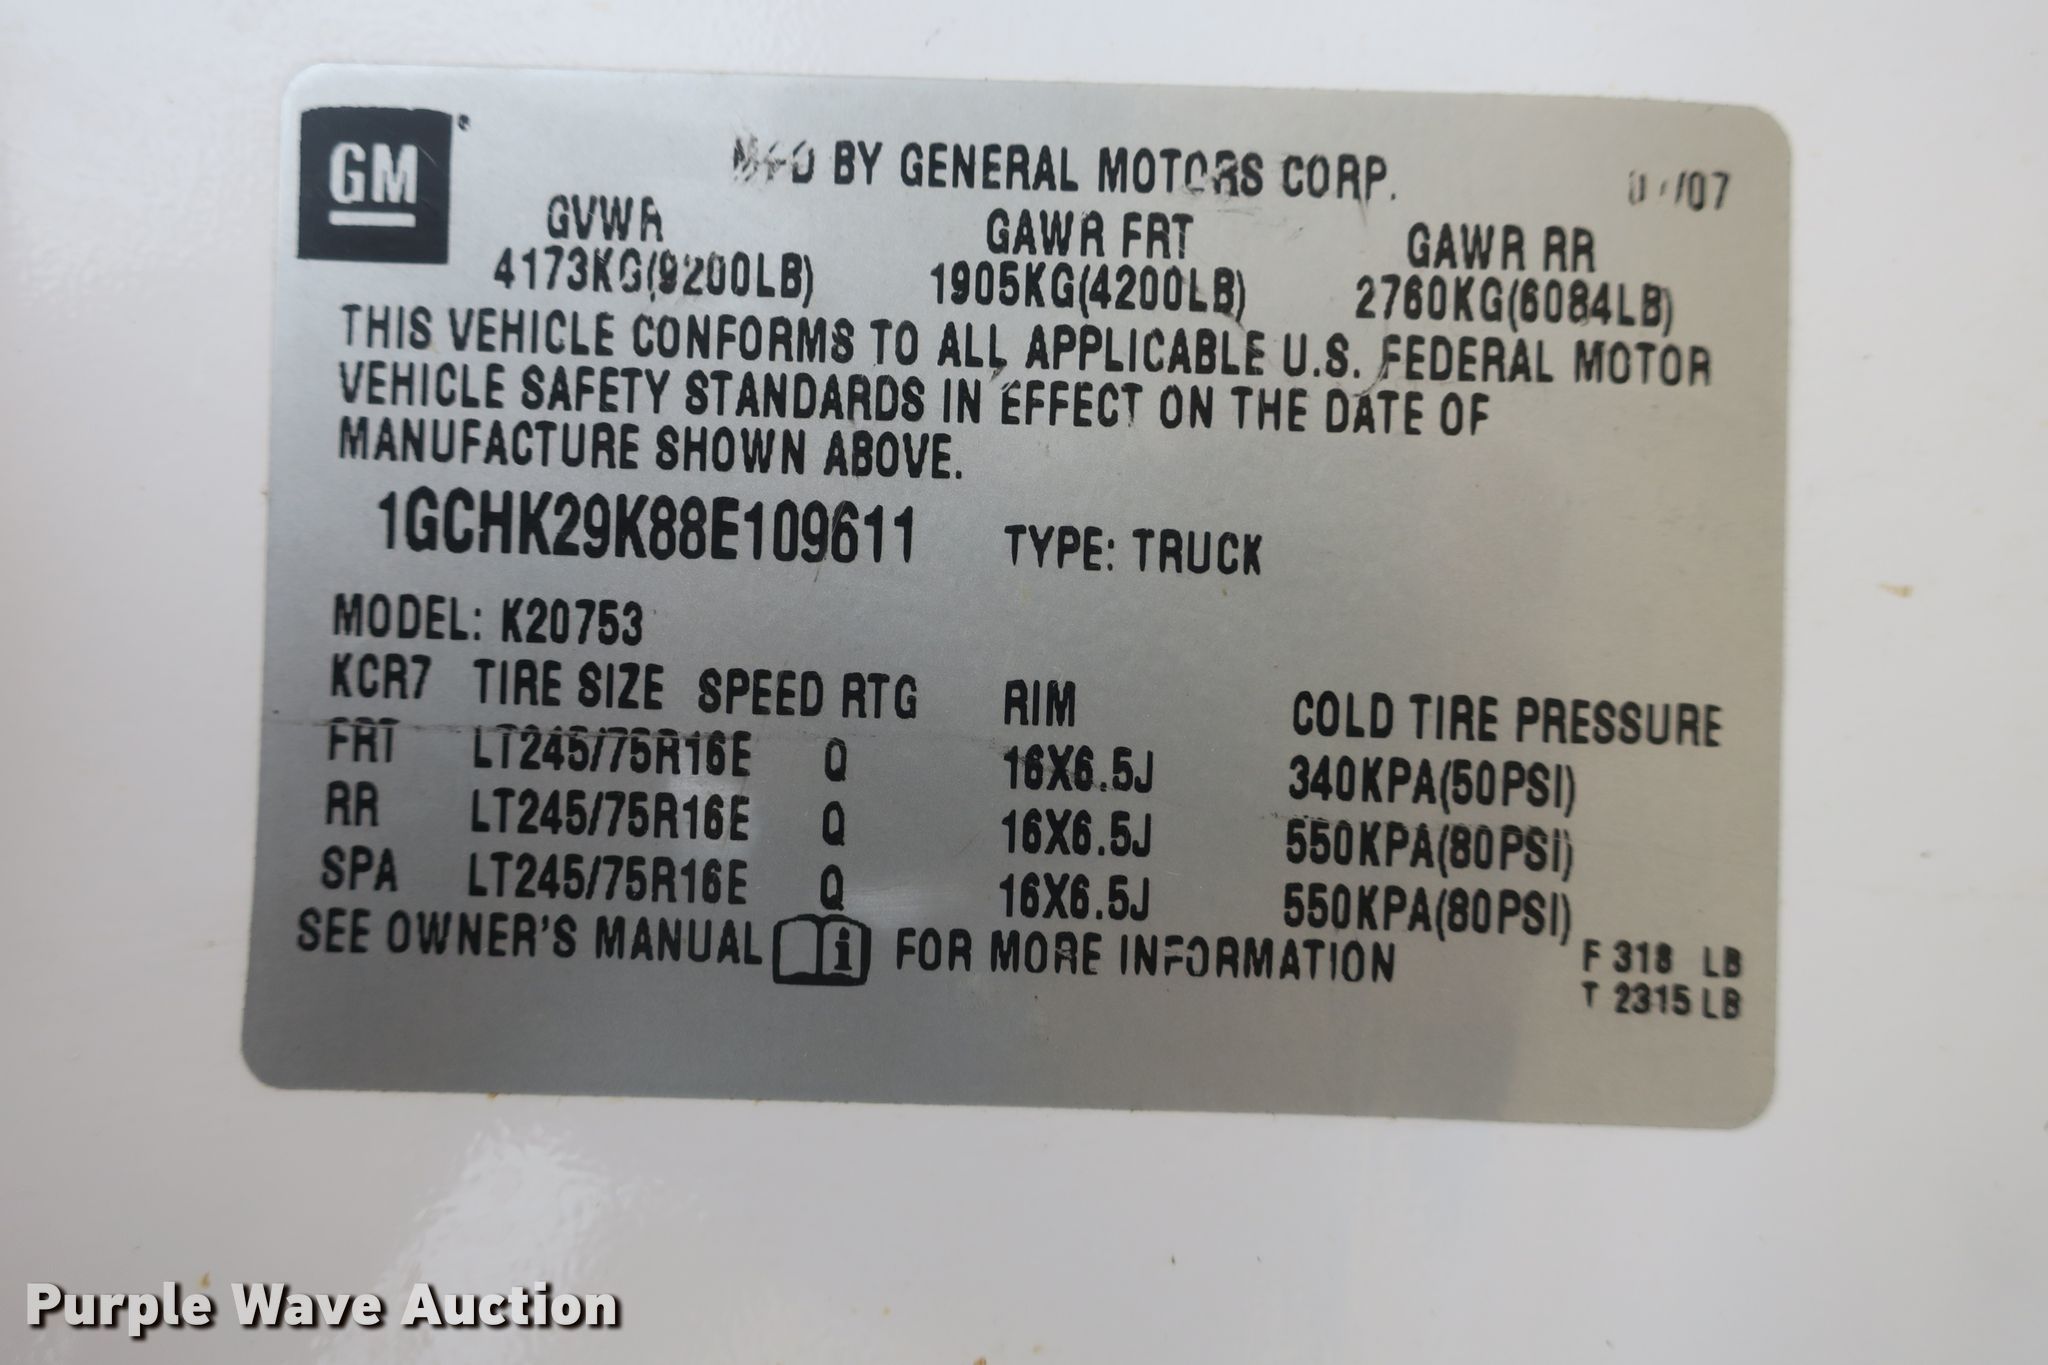 GM
MFD BY GENERAL MOTORS CORP.
GVWR GAWR FRT GAWR RR
4173KG(9200LB) 1905KG(4200LB) 2760KG(6084LB)
THIS VEHICLE CONFORMS TO ALL APPLICABLE U.S. FEDERAL MOTOR
VEHICLE SAFETY STANDARDS IN EFFECT ON THE DATE OF
MANUFACTURE SHOWN ABOVE.
1GCHK29K88E109611 TYPE: TRUCK
MODEL: K20753
KCR7 TIRE SIZE SPEED RTG RIM COLD TIRE PRESSURE
FRT LT245/75R16E Q 16X6.5J 340KPA(50PSI)
RR LT245/75R16E Q 16X6.5J 550KPA(80PSI)
SPA LT245/75R16E Q 16X6.5J 550KPA(80PSI)
SEE OWNER'S MANUAL i FOR MORE INFORMATION
F 318 LB
T 2315 LB
Purple Wave Auction